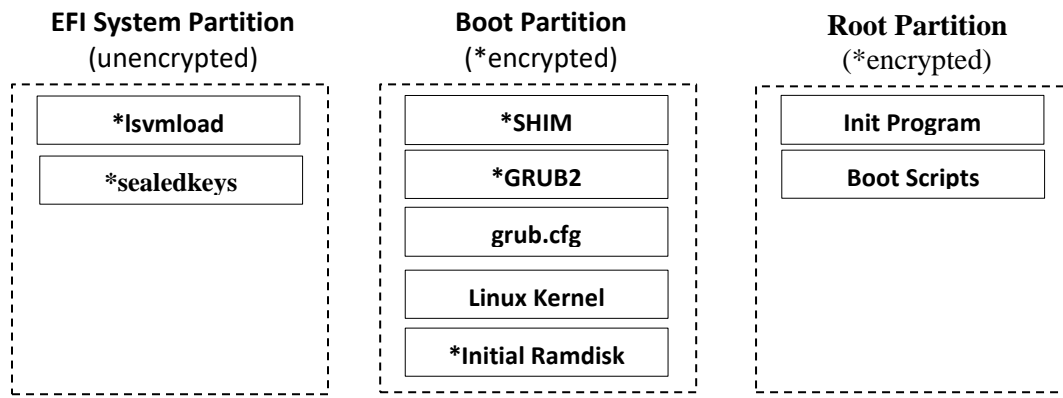 EFI System Partition
(unencrypted)
*lsvmload
*sealedkeys
Boot Partition
(*encrypted)
*SHIM
*GRUB2
grub.cfg
Linux Kernel
*Initial Ramdisk
Root Partition
(*encrypted)
Init Program
Boot Scripts